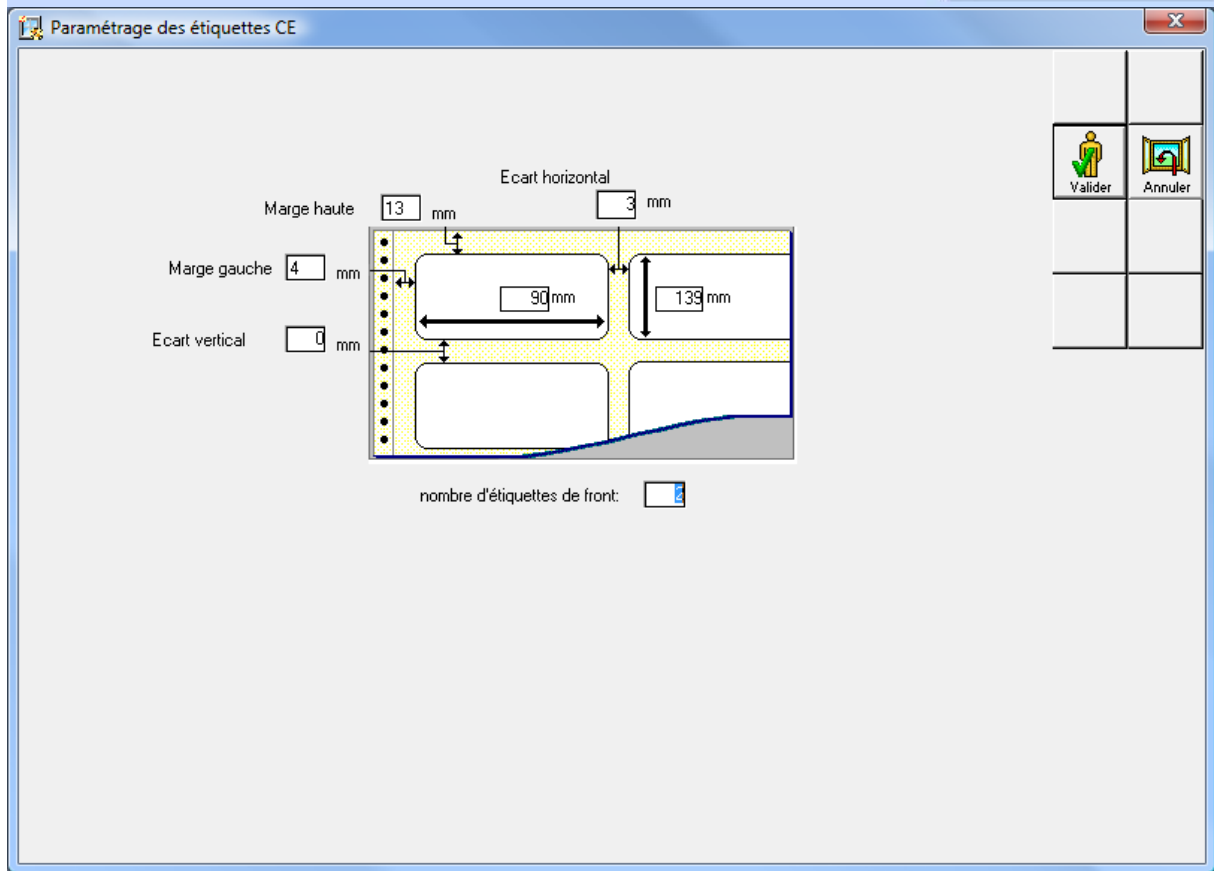 Paramétrage des étiquettes CE
Valider
Annuler
Ecart horizontal
3 mm
Marge haute 13 mm
Marge gauche 4 mm
90 mm
139 mm
Ecart vertical 0 mm
nombre d'étiquettes de front: 2